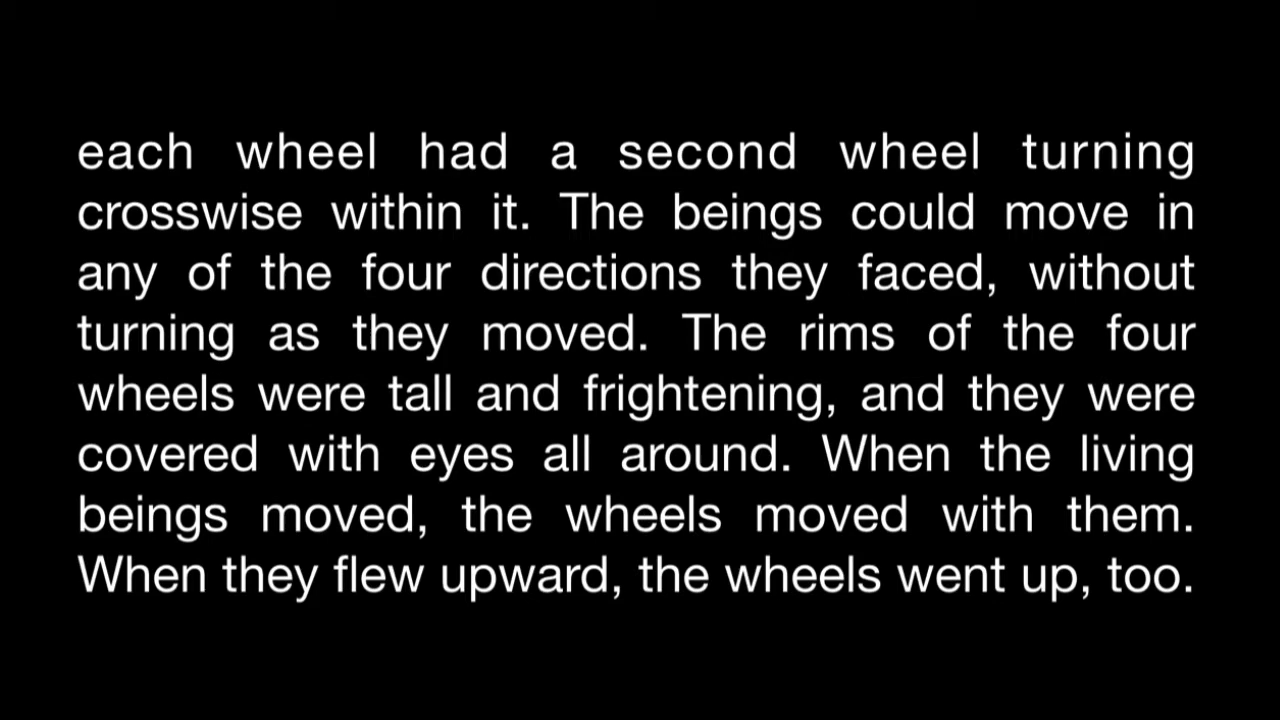 each wheel had a second wheel turning
crosswise within it. The beings could move in
any of the four directions they faced, without
turning as they moved. The rims of the four
wheels were tall and frightening, and they were
covered with eyes all around. When the living
beings moved, the wheels moved with them.
When they flew upward, the wheels went up, too.